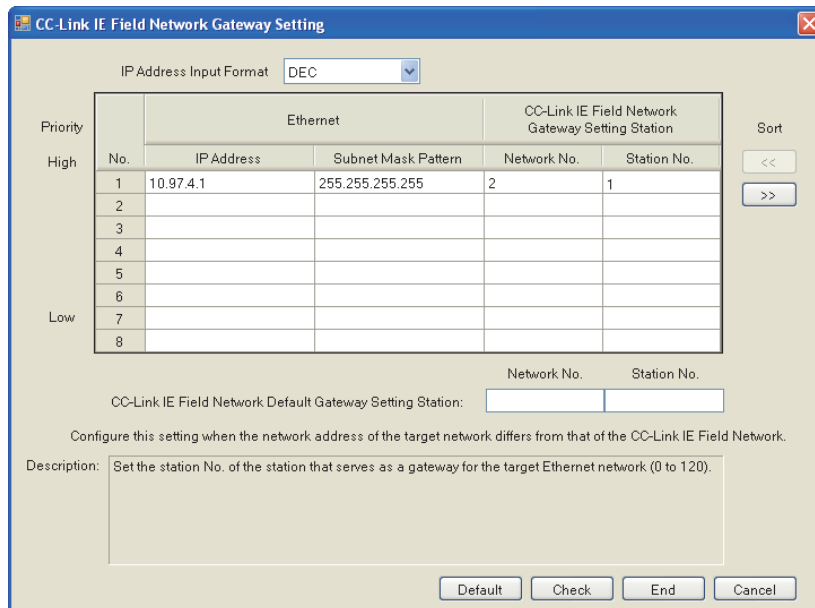 CC-Link IE Field Network Gateway Setting
IP Address Input Format DEC
Priority Ethernet CC-Link IE Field Network Gateway Setting Station Sort
High No. IP Address Subnet Mask Pattern Network No. Station No. <<
1 10.97.4.1 255.255.255.255 2 1 >>
2
3
4
5
6
Low 7
8
Network No. Station No.
CC-Link IE Field Network Default Gateway Setting Station:
Configure this setting when the network address of the target network differs from that of the CC-Link IE Field Network.
Description: Set the station No. of the station that serves as a gateway for the target Ethernet network (0 to 120).
Default Check End Cancel